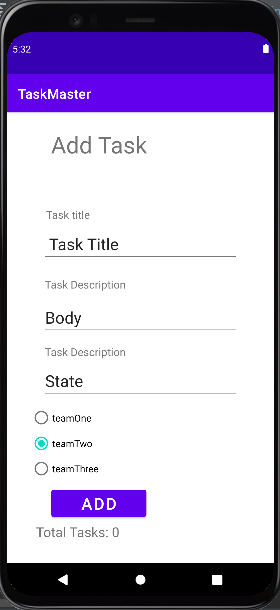 5:32
TaskMaster
Add Task
Task title
Task Title
Task Description
Body
Task Description
State
teamOne
teamTwo
teamThree
ADD
Total Tasks: 0